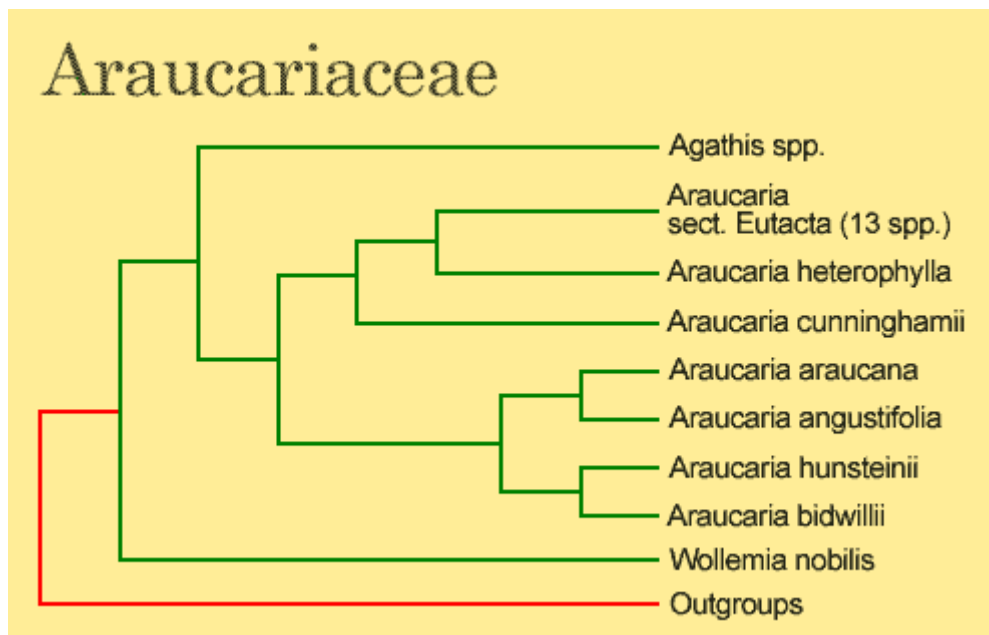 Araucariaceae
Agathis spp.
Araucaria
sect. Eutacta (13 spp.)
Araucaria heterophylla
Araucaria cunninghamii
Araucaria araucana
Araucaria angustifolia
Araucaria hunsteinii
Araucaria bidwillii
Wollemia nobilis
Outgroups